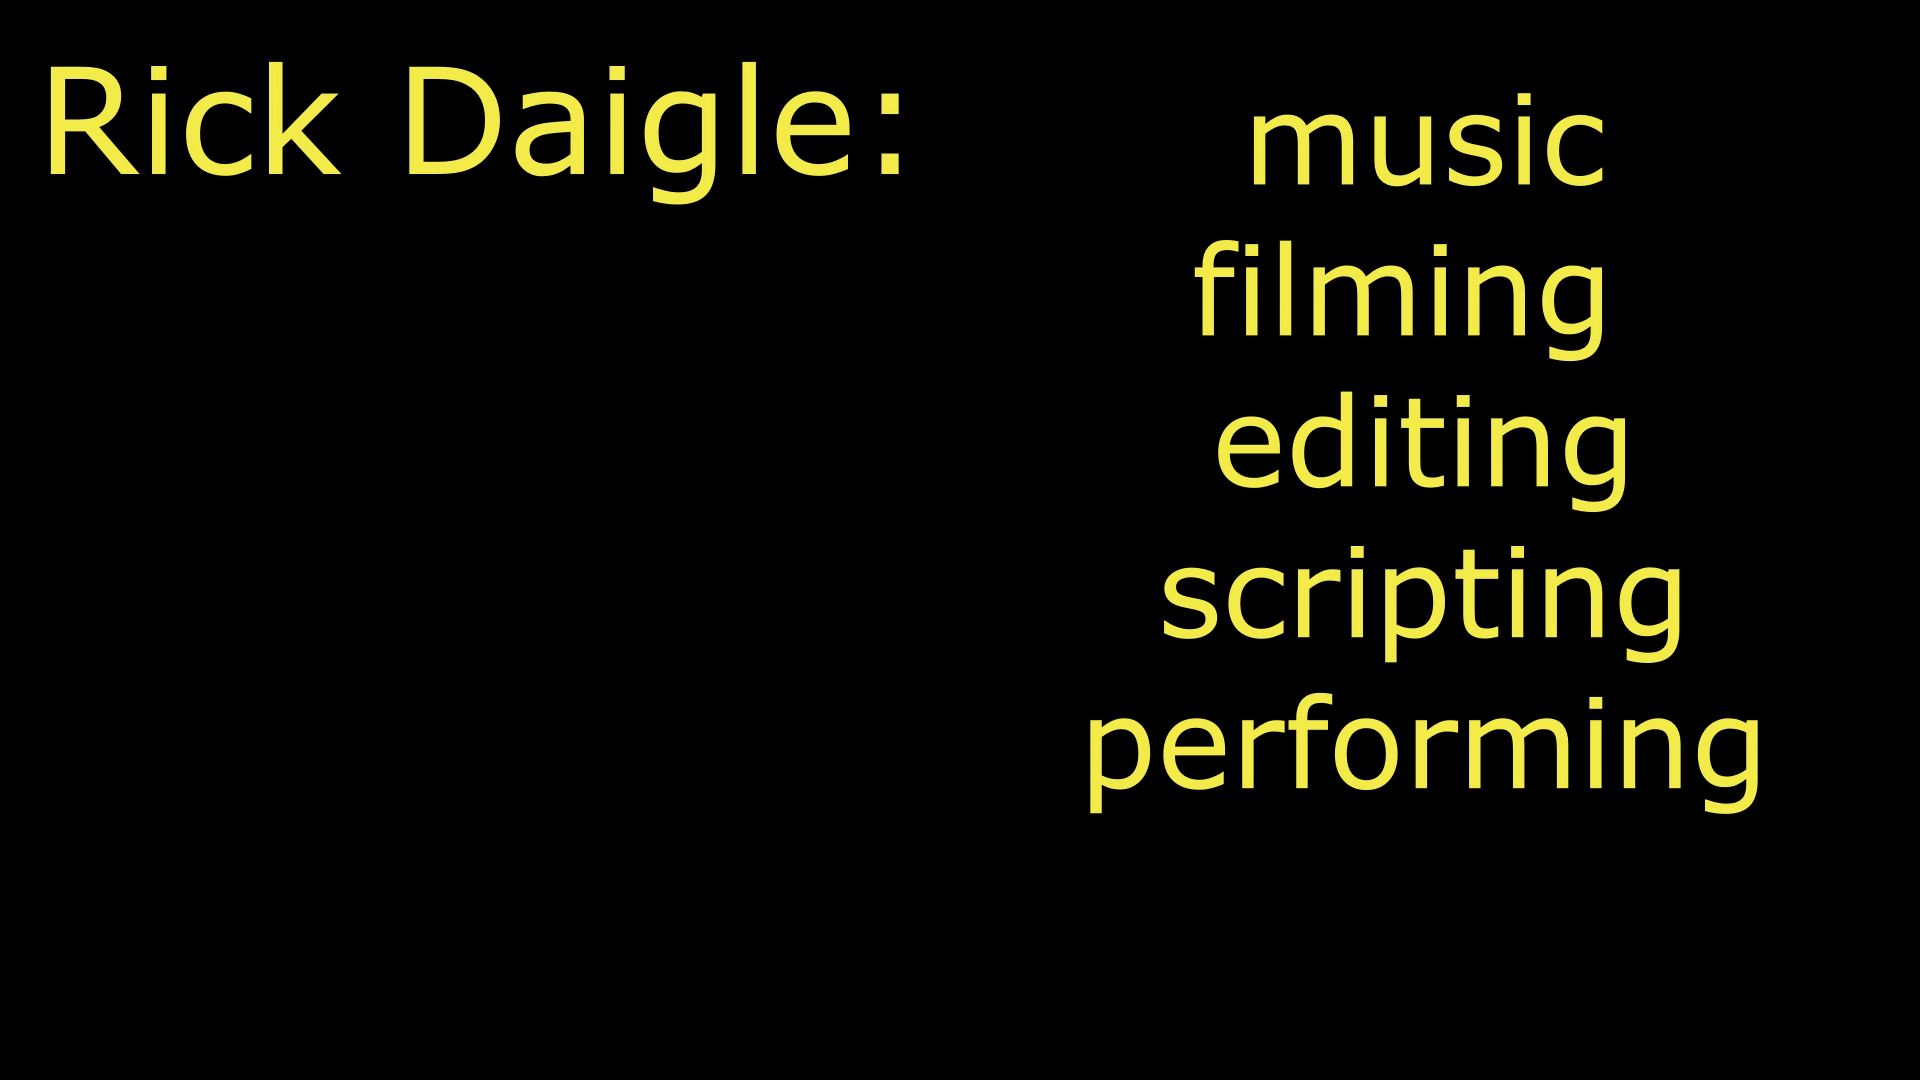 Rick Daigle:
music
filming
editing
scripting
performing